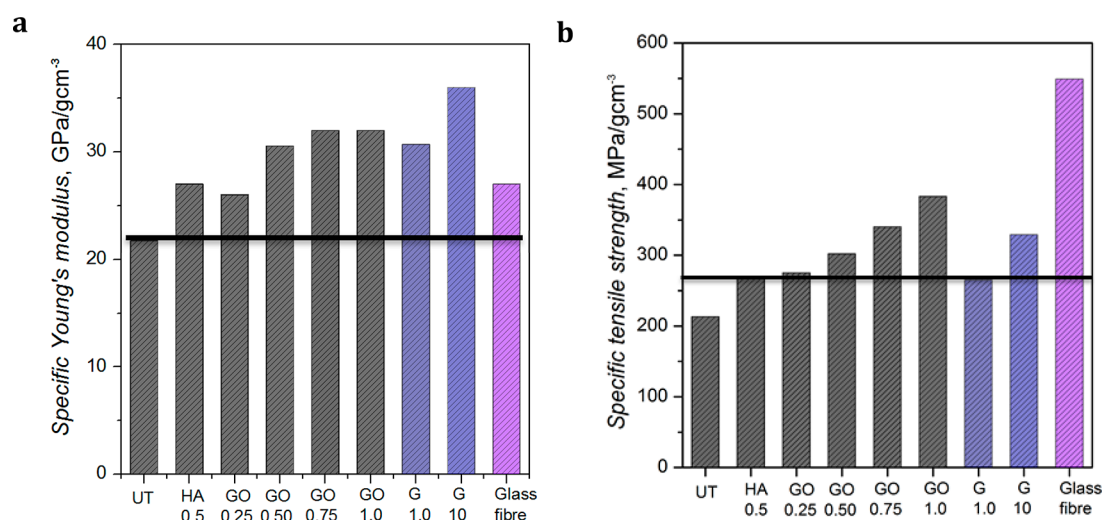 a
Specific Young's modulus, GPa/gcm⁻³
40
30
20
10
0
UT
HA 0.5
GO 0.25
GO 0.50
GO 0.75
GO 1.0
G 1.0
G 10
Glass fibre
b
Specific tensile strength, MPa/gcm⁻³
600
500
400
300
200
100
0
UT
HA 0.5
GO 0.25
GO 0.50
GO 0.75
GO 1.0
G 1.0
G 10
Glass fibre